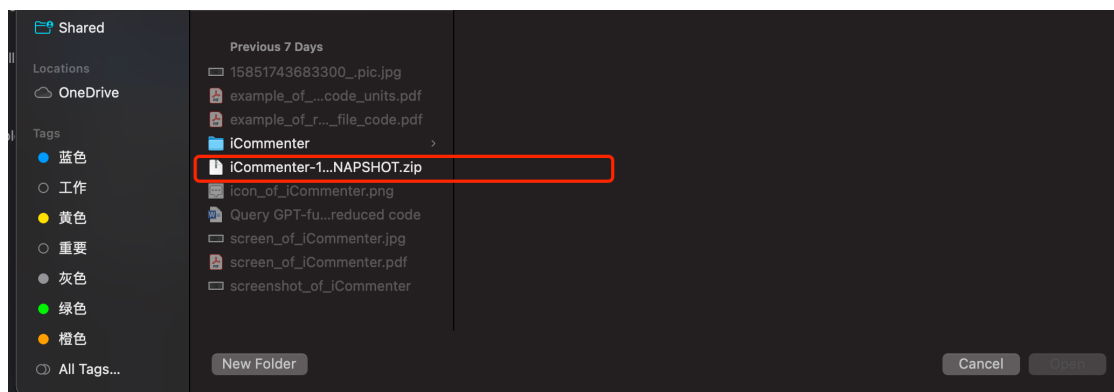 Shared
Locations
OneDrive
Tags
蓝色
工作
黄色
重要
灰色
绿色
橙色
All Tags...
Previous 7 Days
15851743683300_.pic.jpg
example_of_...code_units.pdf
example_of_r..._file_code.pdf
iCommenter
iCommenter-1...NAPSHOT.zip
icon_of_iCommenter.png
Query GPT-fu...reduced code
screen_of_iCommenter.jpg
screen_of_iCommenter.pdf
screenshot_of_iCommenter
New Folder
Cancel
Open